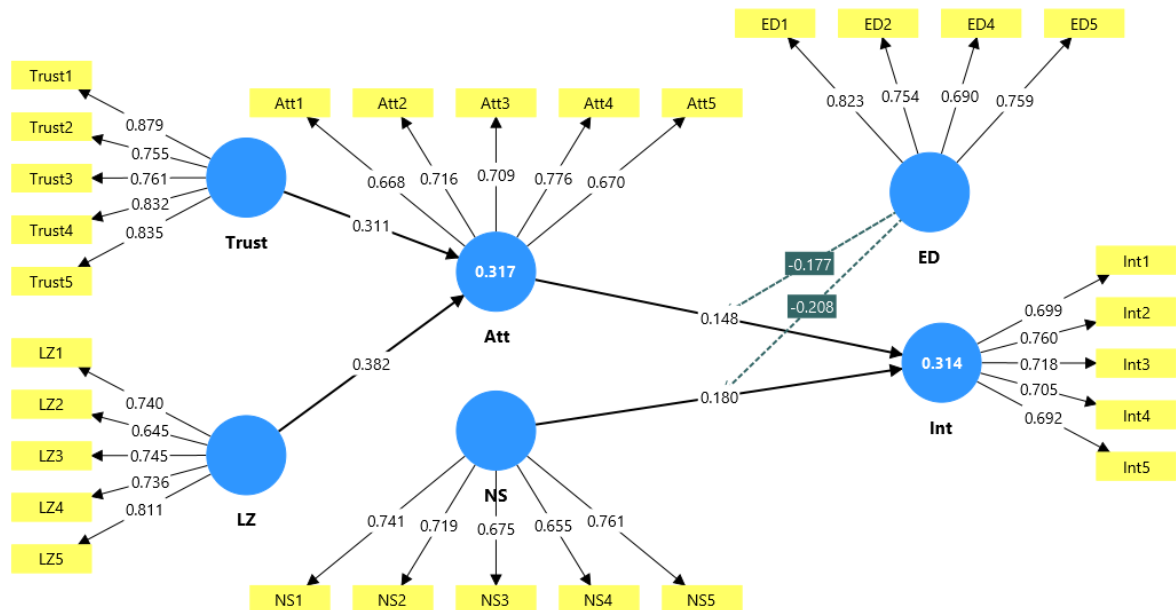 ED1
ED2
ED4
ED5
0.823
0.754
0.690
0.759
ED
Trust1
Trust2
Trust3
Trust4
Trust5
0.879
0.755
0.761
0.832
0.835
Trust
Att1
Att2
Att3
Att4
Att5
0.668
0.716
0.709
0.776
0.670
0.311
0.317
Att
0.382
-0.177
-0.208
0.148
0.180
LZ1
LZ2
LZ3
LZ4
LZ5
0.740
0.645
0.745
0.736
0.811
LZ
NS
0.741
0.719
0.675
0.655
0.761
NS1
NS2
NS3
NS4
NS5
0.314
Int
0.699
0.760
0.718
0.705
0.692
Int1
Int2
Int3
Int4
Int5